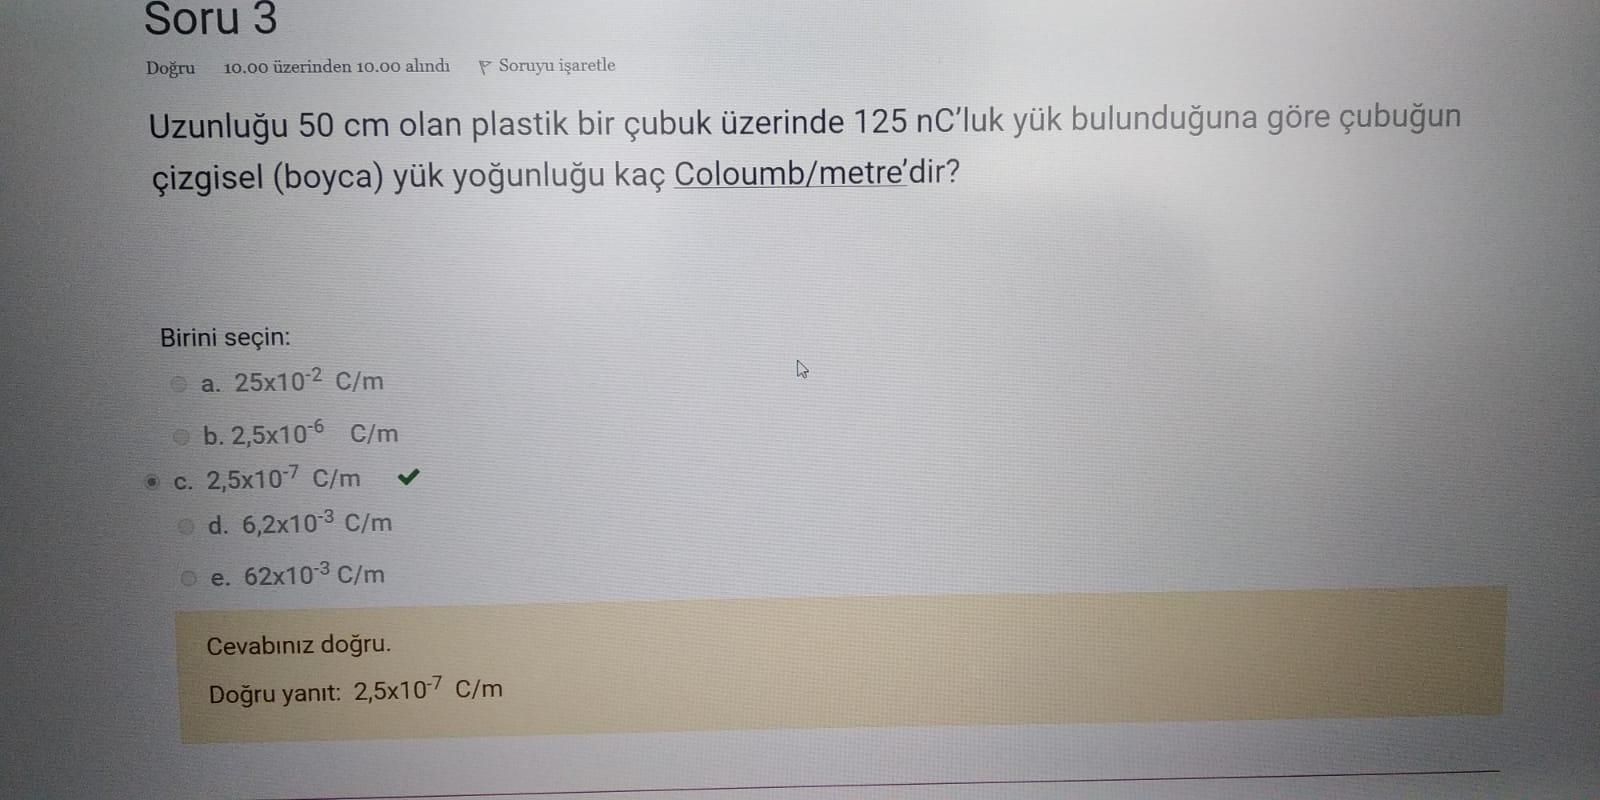 Soru 3
Doğru 10.00 üzerinden 10.00 alındı Soruyu işaretle
Uzunluğu 50 cm olan plastik bir çubuk üzerinde 125 nC'luk yük bulunduğuna göre çubuğun
çizgisel (boyca) yük yoğunluğu kaç Coloumb/metre'dir?
Birini seçin:
a. 25x10⁻² C/m
b. 2,5x10⁻⁶ C/m
c. 2,5x10⁻⁷ C/m
d. 6,2x10⁻³ C/m
e. 62x10⁻³ C/m
Cevabınız doğru.
Doğru yanıt: 2,5x10⁻⁷ C/m